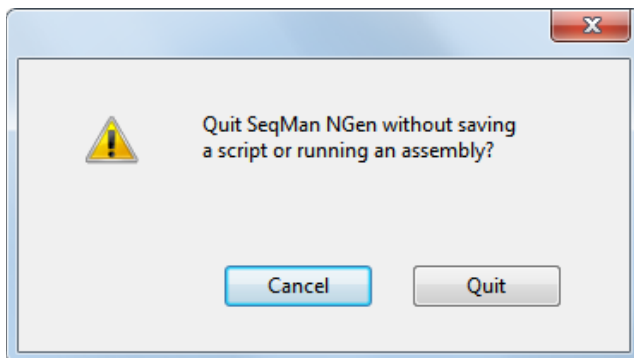 Quit SeqMan NGen without saving
a script or running an assembly?
Cancel Quit